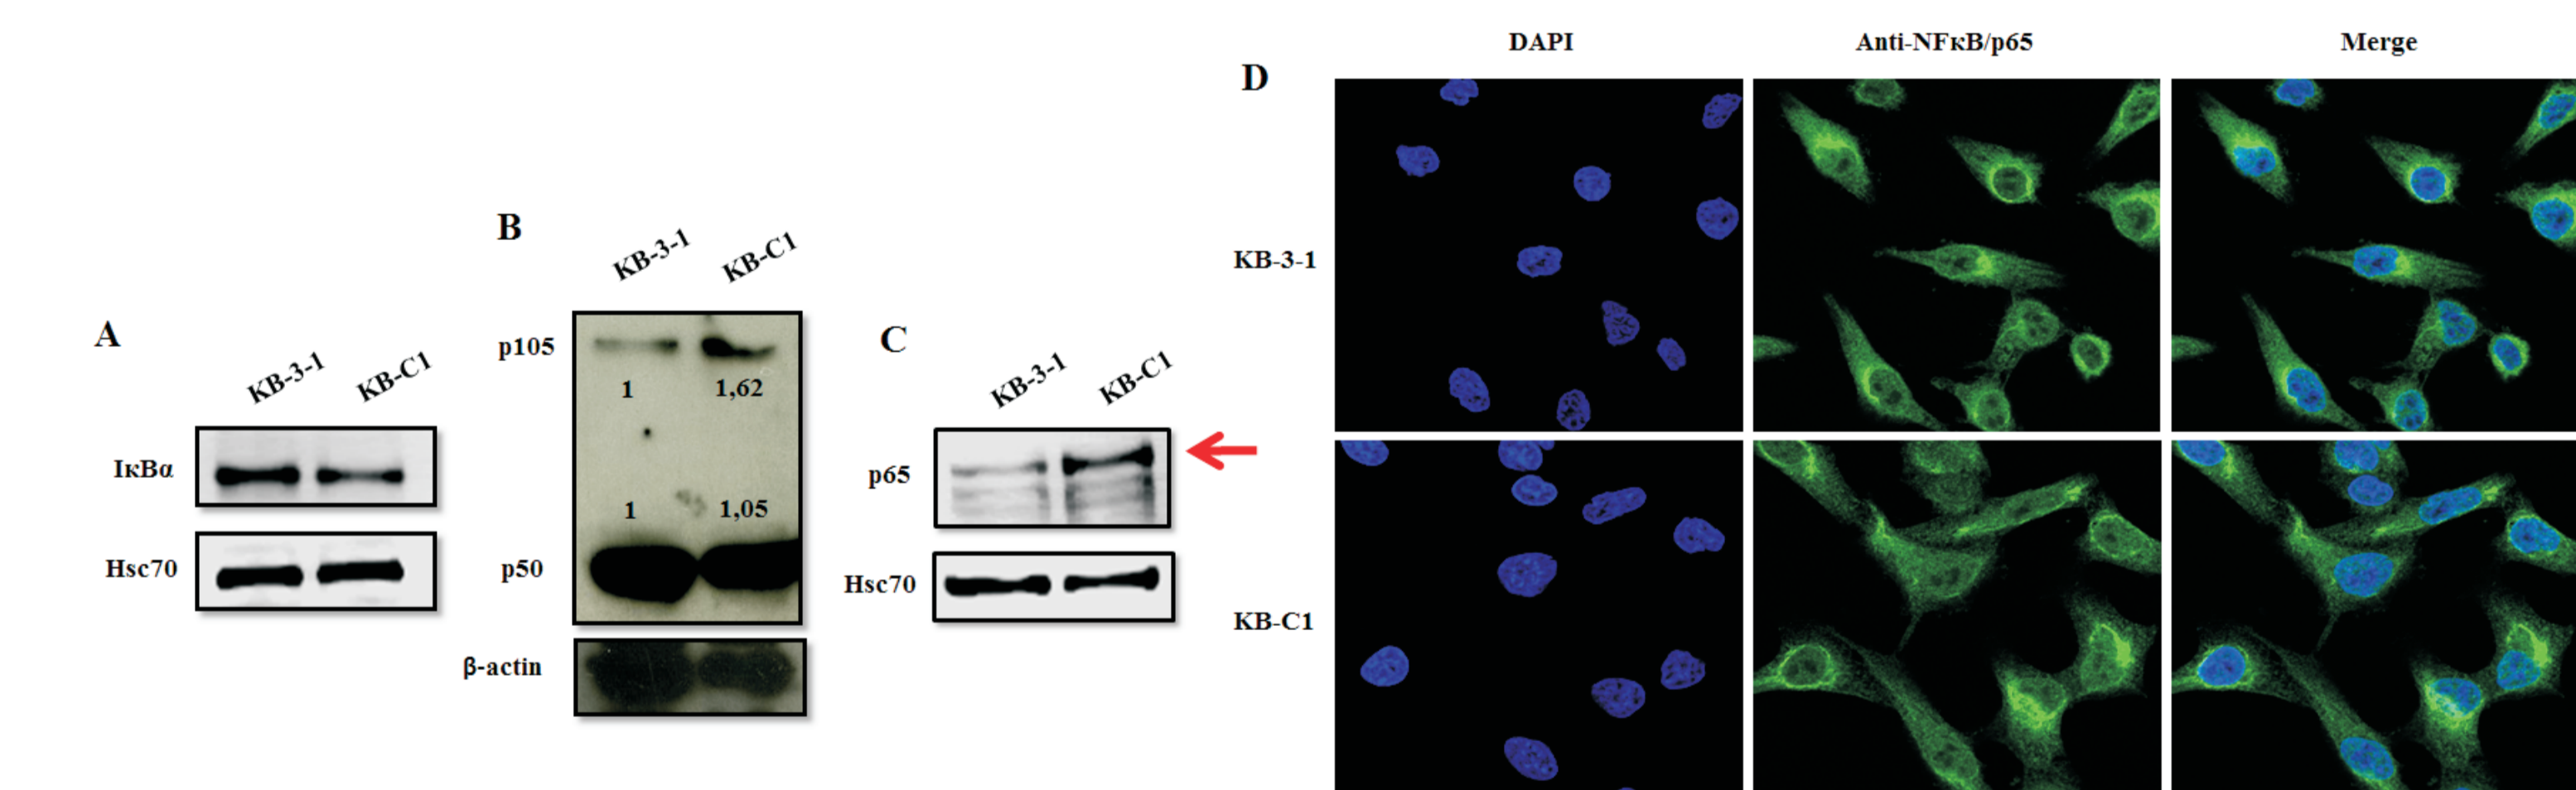 A
KB-3-1
KB-C1
IκBα
Hsc70
B
KB-3-1
KB-C1
p105
1
1,62
1
1,05
p50
β-actin
C
KB-3-1
KB-C1
p65
Hsc70
D
DAPI
Anti-NFκB/p65
Merge
KB-3-1
KB-C1